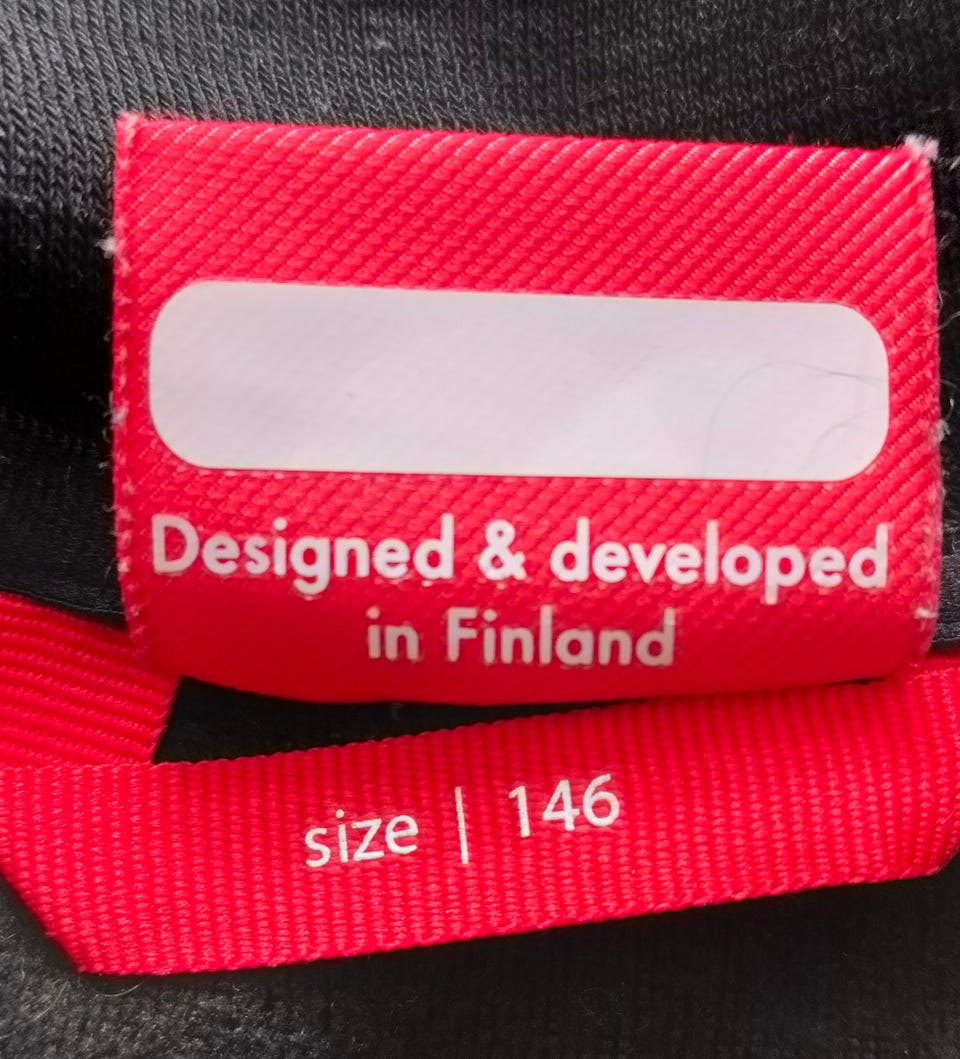 Designed & developed
in Finland
size | 146